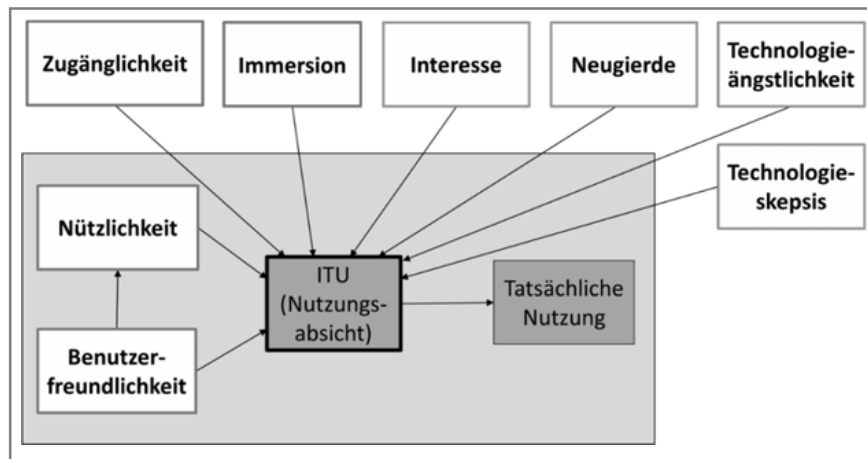 Zugänglichkeit
Immersion
Interesse
Neugierde
Technologie-
ängstlichkeit
Technologie-
skepsis
Nützlichkeit
ITU
(Nutzungs-
absicht)
Tatsächliche
Nutzung
Benutzer-
freundlichkeit